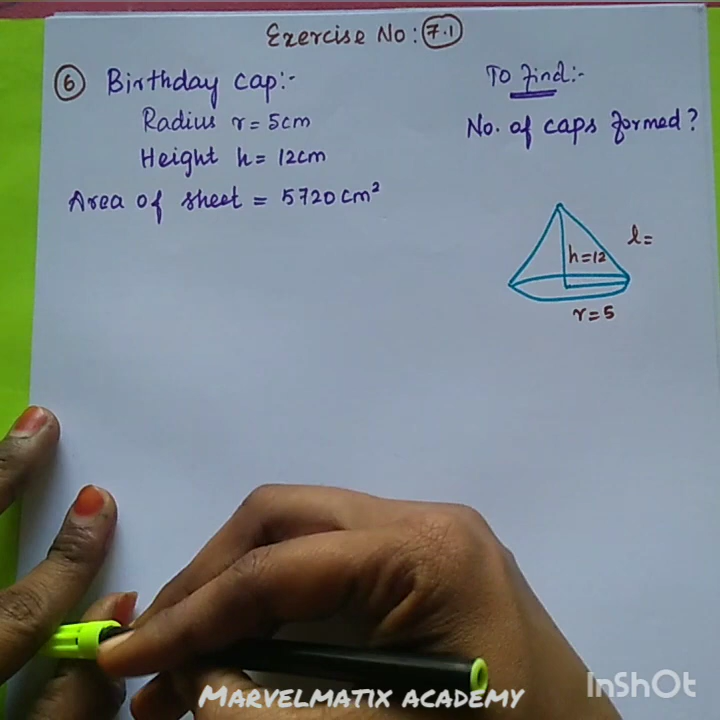 Exercise No: 7.1
6 Birthday cap:-
Radius r = 5cm
Height h = 12cm
Area of sheet = 5720 cm²
To Find:-
No. of caps formed?
l=
h=12
r=5
MARVELMATIX ACADEMY
InShOt